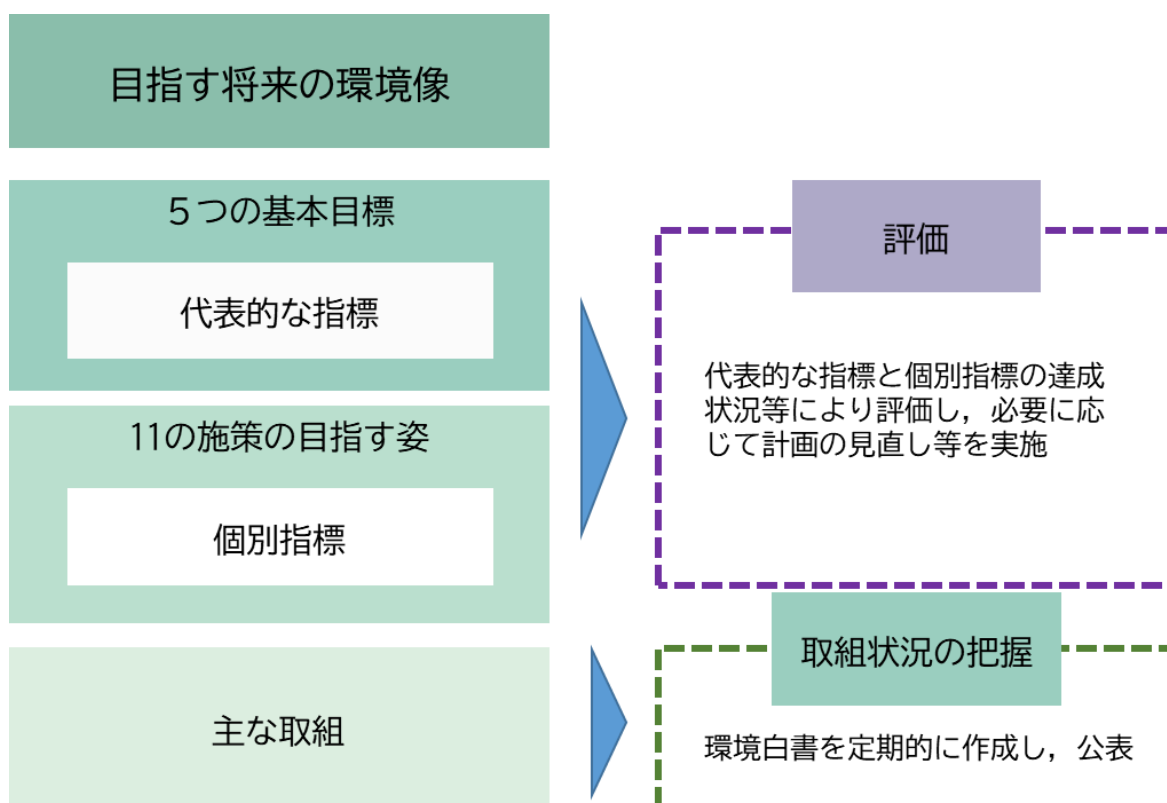 目指す将来の環境像
５つの基本目標
代表的な指標
11の施策の目指す姿
個別指標
主な取組
評価
代表的な指標と個別指標の達成
状況等により評価し，必要に応
じて計画の見直し等を実施
取組状況の把握
環境白書を定期的に作成し，公表